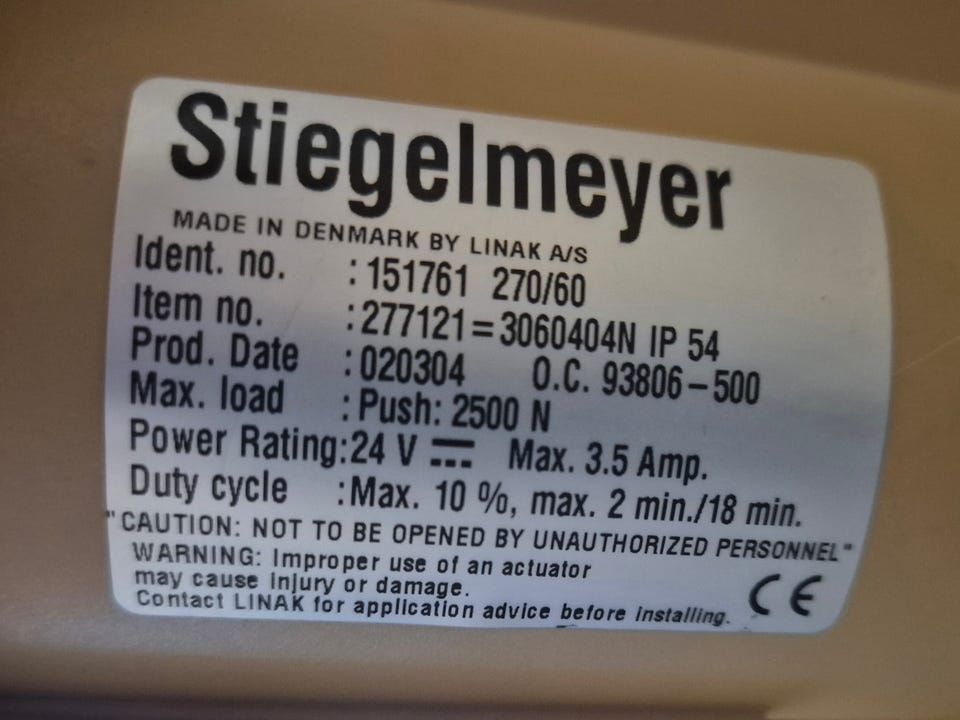 Stiegelmeyer
MADE IN DENMARK BY LINAK A/S
Ident. no. : 151761 270/60
Item no. : 277121=3060404N IP 54
Prod. Date : 020304 O.C. 93806-500
Max. load : Push: 2500 N
Power Rating: 24 V ⎓ Max. 3.5 Amp.
Duty cycle : Max. 10 %, max. 2 min./18 min.
"CAUTION: NOT TO BE OPENED BY UNAUTHORIZED PERSONNEL"
WARNING: Improper use of an actuator
may cause injury or damage.
Contact LINAK for application advice before installing.
CE